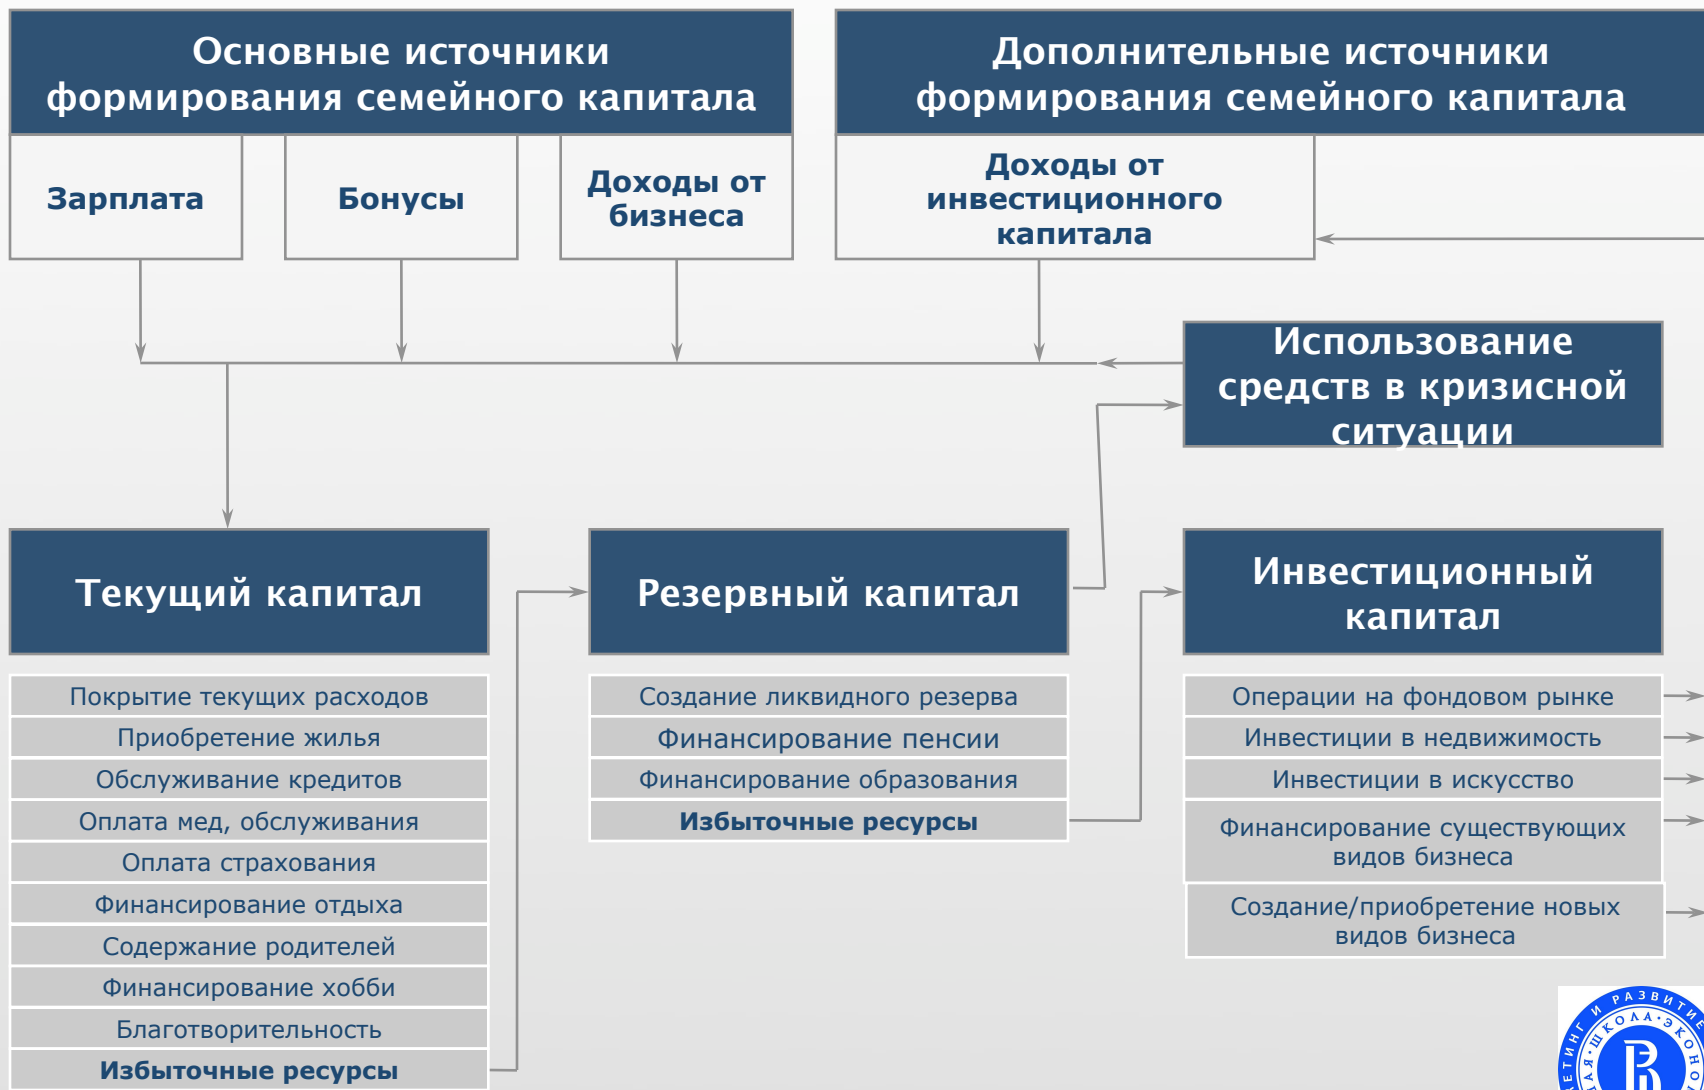 Основные источники
формирования семейного капитала
Дополнительные источники
формирования семейного капитала
Зарплата
Бонусы
Доходы от
бизнеса
Доходы от
инвестиционного
капитала
Использование
средств в кризисной
ситуации
Текущий капитал
Покрытие текущих расходов
Приобретение жилья
Обслуживание кредитов
Оплата мед, обслуживания
Оплата страхования
Финансирование отдыха
Содержание родителей
Финансирование хобби
Благотворительность
Избыточные ресурсы
Резервный капитал
Создание ликвидного резерва
Финансирование пенсии
Финансирование образования
Избыточные ресурсы
Инвестиционный
капитал
Операции на фондовом рынке
Инвестиции в недвижимость
Инвестиции в искусство
Финансирование существующих
видов бизнеса
Создание/приобретение новых
видов бизнеса
И РАЗВИТИЕ
ШКОЛА